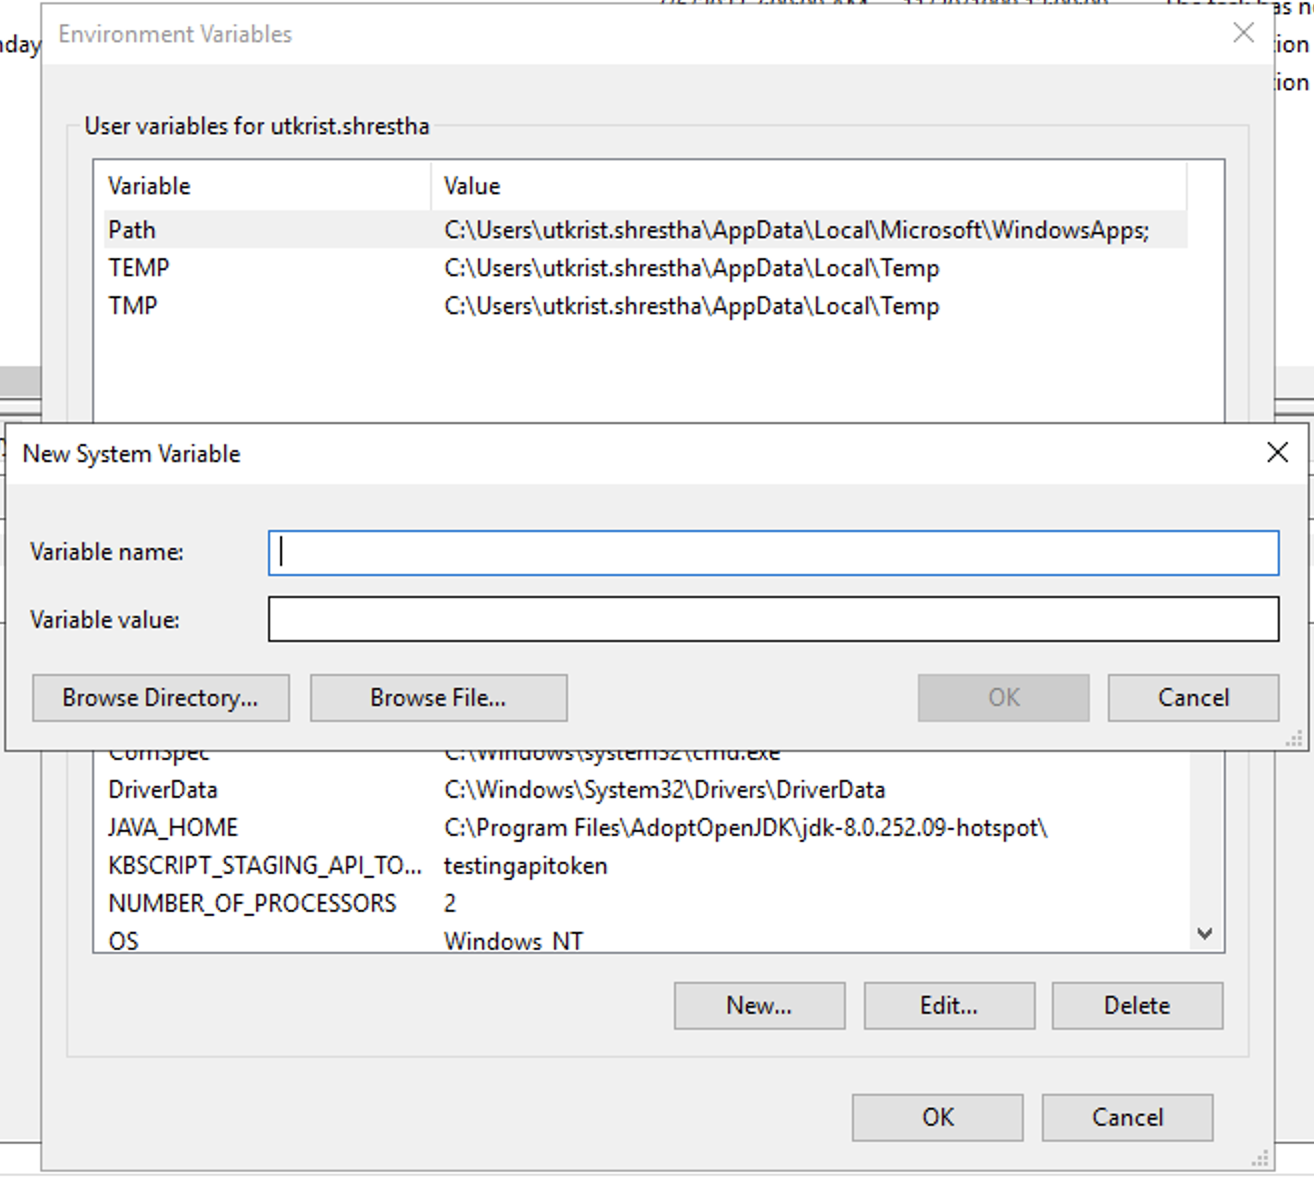 has n
Environment Variables
nday
tion
tion
User variables for utkrist.shrestha
Variable Value
Path C:\Users\utkrist.shrestha\AppData\Local\Microsoft\WindowsApps;
TEMP C:\Users\utkrist.shrestha\AppData\Local\Temp
TMP C:\Users\utkrist.shrestha\AppData\Local\Temp
New System Variable
Variable name:
Variable value:
Browse Directory... Browse File... OK Cancel
ComSpec C:\Windows\system32\cmd.exe
DriverData C:\Windows\System32\Drivers\DriverData
JAVA_HOME C:\Program Files\AdoptOpenJDK\jdk-8.0.252.09-hotspot\
KBSCRIPT_STAGING_API_TO... testingapitoken
NUMBER_OF_PROCESSORS 2
OS Windows_NT
New... Edit... Delete
OK Cancel